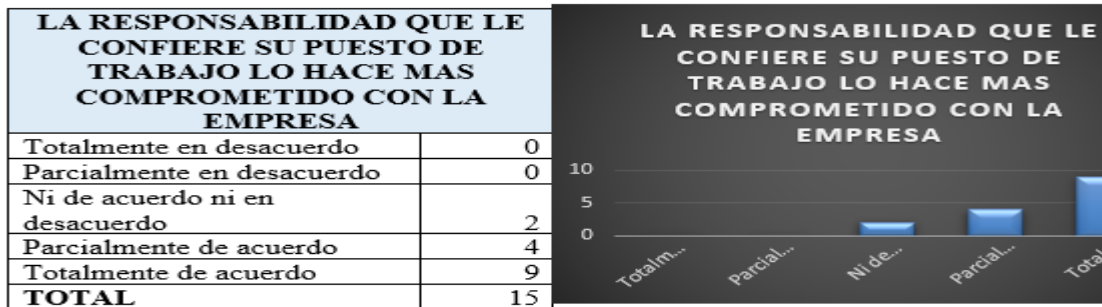 LA RESPONSABILIDAD QUE LE
CONFIERE SU PUESTO DE
TRABAJO LO HACE MAS
COMPROMETIDO CON LA
EMPRESA
Totalmente en desacuerdo 0
Parcialmente en desacuerdo 0
Ni de acuerdo ni en
desacuerdo 2
Parcialmente de acuerdo 4
Totalmente de acuerdo 9
TOTAL 15
LA RESPONSABILIDAD QUE LE
CONFIERE SU PUESTO DE
TRABAJO LO HACE MAS
COMPROMETIDO CON LA
EMPRESA
10
5
0
Totalm...
Parcial...
Ni de...
Parcial...
Total